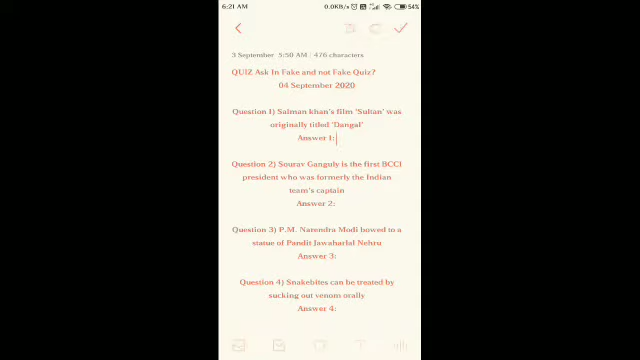 6:21 AM
0.0KB/s
54%
3 September 5:50 AM | 476 characters
QUIZ Ask In Fake and not Fake Quiz?
04 September 2020
Question 1) Salman khan's film 'Sultan' was
originally titled 'Dangal'
Answer 1:
Question 2) Sourav Ganguly is the first BCCI
president who was formerly the Indian
team's captain
Answer 2:
Question 3) P.M. Narendra Modi bowed to a
statue of Pandit Jawaharlal Nehru
Answer 3:
Question 4) Snakebites can be treated by
sucking out venom orally
Answer 4: